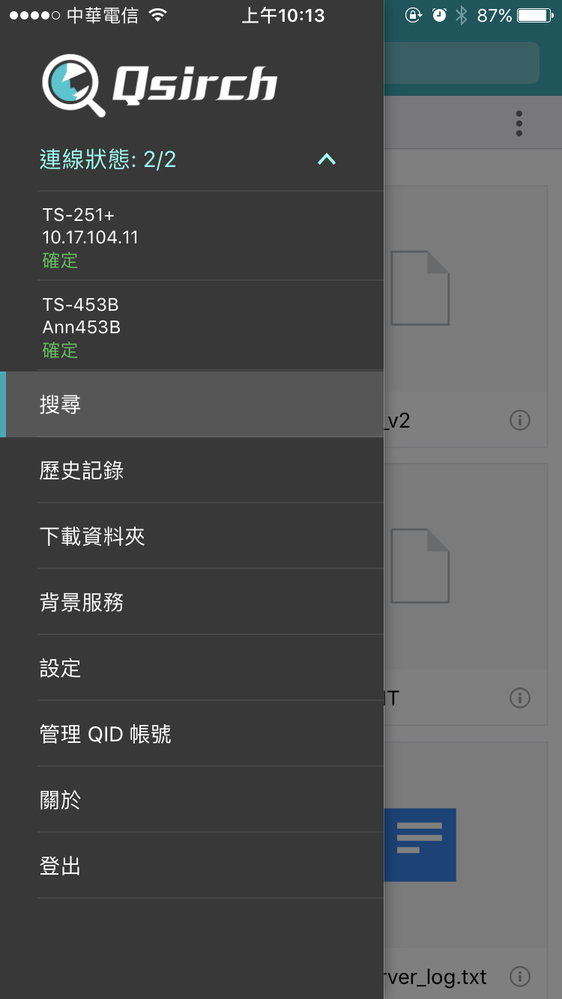 中華電信 上午10:13 87%
Qsirch
連線狀態: 2/2
TS-251+
10.17.104.11
確定
TS-453B
Ann453B
確定
搜尋
_v2
歷史記錄
下載資料夾
背景服務
設定
IT
管理 QID 帳號
關於
登出
rver_log.txt